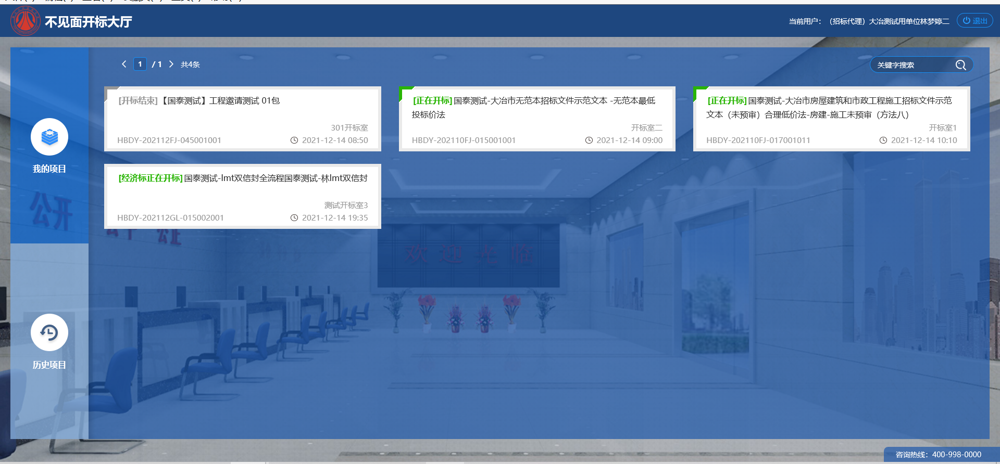 不见面开标大厅
当前用户：（招标代理）大冶测试用单位林梦婷二
退出
1 / 1 共4条
关键字搜索
[开标结束]【国泰测试】工程邀请测试 01包
301开标室
HBDY-202112FJ-045001001 2021-12-14 08:50
[正在开标]国泰测试-大冶市无范本招标文件示范文本 -无范本最低
投标价法
开标室二
HBDY-202110FJ-015001001 2021-12-14 09:00
[正在开标]国泰测试-大冶市房屋建筑和市政工程施工招标文件示范
文本（未预审）合理低价法-房建-施工未预审（方法八）
开标室1
HBDY-202110FJ-017001011 2021-12-14 10:10
[经济标正在开标]国泰测试-lmt双信封全流程国泰测试-林lmt双信封
测试开标室3
HBDY-202112GL-015002001 2021-12-14 19:35
我的项目
公开
公正
欢迎光临
历史项目
咨询热线：400-998-0000